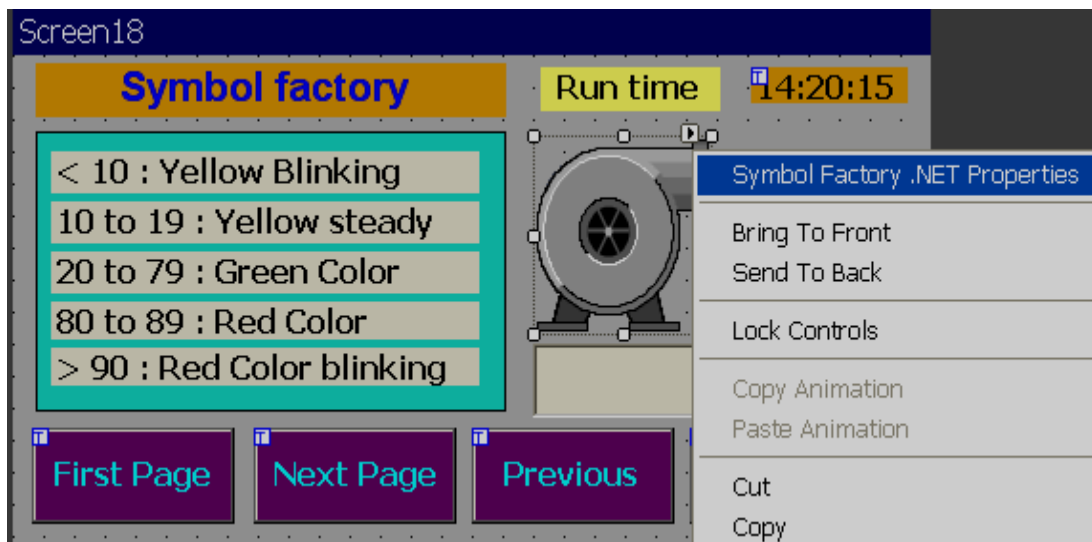 Screen18
Symbol factory
Run time
14:20:15
< 10 : Yellow Blinking
10 to 19 : Yellow steady
20 to 79 : Green Color
80 to 89 : Red Color
> 90 : Red Color blinking
Symbol Factory .NET Properties
Bring To Front
Send To Back
Lock Controls
Copy Animation
Paste Animation
Cut
Copy
T
T
T
T
First Page
Next Page
Previous